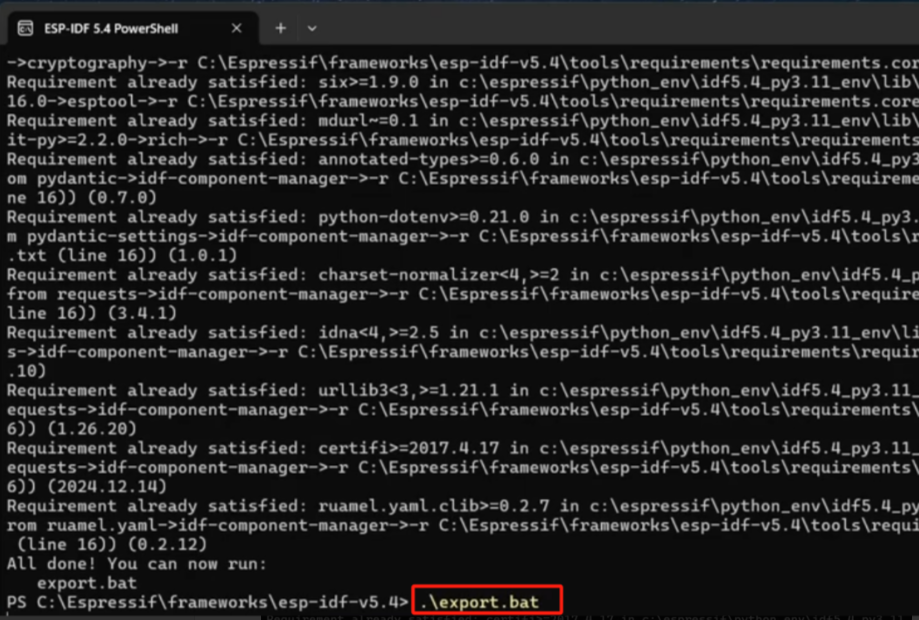 ESP-IDF 5.4 PowerShell
->cryptography->-r C:\Espressif\frameworks\esp-idf-v5.4\tools\requirements\requirements.cor
Requirement already satisfied: six>=1.9.0 in c:\espressif\python_env\idf5.4_py3.11_env\lib\
16.0->esptool->-r C:\Espressif\frameworks\esp-idf-v5.4\tools\requirements\requirements.core
Requirement already satisfied: mdurl~=0.1 in c:\espressif\python_env\idf5.4_py3.11_env\lib\
it-py>=2.2.0->rich->-r C:\Espressif\frameworks\esp-idf-v5.4\tools\requirements\requirements
Requirement already satisfied: annotated-types>=0.6.0 in c:\espressif\python_env\idf5.4_py3
om pydantic->idf-component-manager->-r C:\Espressif\frameworks\esp-idf-v5.4\tools\requireme
ne 16)) (0.7.0)
Requirement already satisfied: python-dotenv>=0.21.0 in c:\espressif\python_env\idf5.4_py3.
m pydantic-settings->idf-component-manager->-r C:\Espressif\frameworks\esp-idf-v5.4\tools\r
.txt (line 16)) (1.0.1)
Requirement already satisfied: charset-normalizer<4,>=2 in c:\espressif\python_env\idf5.4_p
from requests->idf-component-manager->-r C:\Espressif\frameworks\esp-idf-v5.4\tools\require
line 16)) (3.4.1)
Requirement already satisfied: idna<4,>=2.5 in c:\espressif\python_env\idf5.4_py3.11_env\li
s->idf-component-manager->-r C:\Espressif\frameworks\esp-idf-v5.4\tools\requirements\requir
.10)
Requirement already satisfied: urllib3<3,>=1.21.1 in c:\espressif\python_env\idf5.4_py3.11_
equests->idf-component-manager->-r C:\Espressif\frameworks\esp-idf-v5.4\tools\requirements\
6)) (1.26.20)
Requirement already satisfied: certifi>=2017.4.17 in c:\espressif\python_env\idf5.4_py3.11_
equests->idf-component-manager->-r C:\Espressif\frameworks\esp-idf-v5.4\tools\requirements\
6)) (2024.12.14)
Requirement already satisfied: ruamel.yaml.clib>=0.2.7 in c:\espressif\python_env\idf5.4_py
rom ruamel.yaml->idf-component-manager->-r C:\Espressif\frameworks\esp-idf-v5.4\tools\requi
(line 16)) (0.2.12)
All done! You can now run:
export.bat
PS C:\Espressif\frameworks\esp-idf-v5.4> .\export.bat